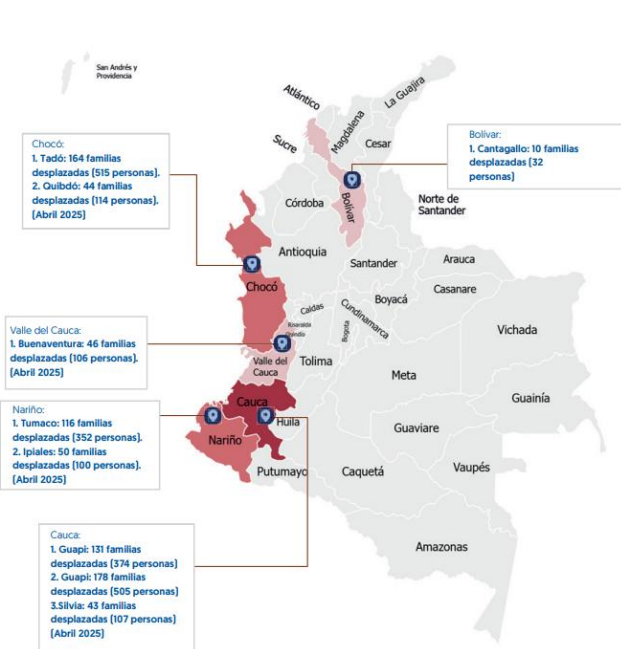 San Andrés y
Providencia
Atlántico
La Guajira
Magdalena
Cesar
Sucre
Bolívar
Córdoba
Norte de
Santander
Antioquia
Santander
Arauca
Chocó
Boyacá
Casanare
Caldas
Cundinamarca
Risaralda
Quindío
Bogotá
Vichada
Valle del
Cauca
Tolima
Meta
Guainía
Cauca
Huila
Nariño
Guaviare
Putumayo
Caquetá
Vaupés
Amazonas
Chocó:
1. Tadó: 164 familias
desplazadas (515 personas).
2. Quibdó: 44 familias
desplazadas (114 personas).
(Abril 2025)
Bolívar:
1. Cantagallo: 10 familias
desplazadas (32
personas)
Valle del Cauca:
1. Buenaventura: 46 familias
desplazadas (106 personas).
(Abril 2025)
Nariño:
1. Tumaco: 116 familias
desplazadas (352 personas).
2. Ipiales: 50 familias
desplazadas (100 personas).
(Abril 2025)
Cauca:
1. Guapi: 131 familias
desplazadas (374 personas)
2. Guapi: 178 familias
desplazadas (505 personas)
3.Silvia: 43 familias
desplazadas (107 personas)
(Abril 2025)